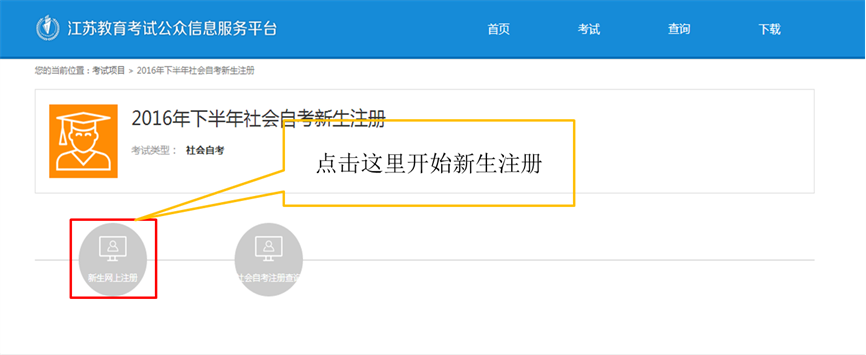 江苏教育考试公众信息服务平台
首页
考试
查询
下载
您的当前位置：考试项目 > 2016年下半年社会自考新生注册
2016年下半年社会自考新生注册
考试类型： 社会自考
点击这里开始新生注册
新生网上注册
社会自考注册查询